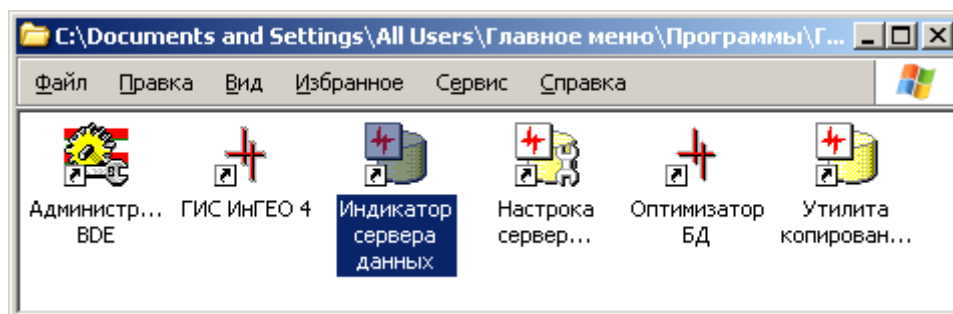 C:\Documents and Settings\All Users\Главное меню\Программы\Г...
Файл Правка Вид Избранное Сервис Справка
Администр...
BDE
ГИС ИнГЕО 4
Индикатор
сервера
данных
Настрока
сервер...
Оптимизатор
БД
Утилита
копирован...